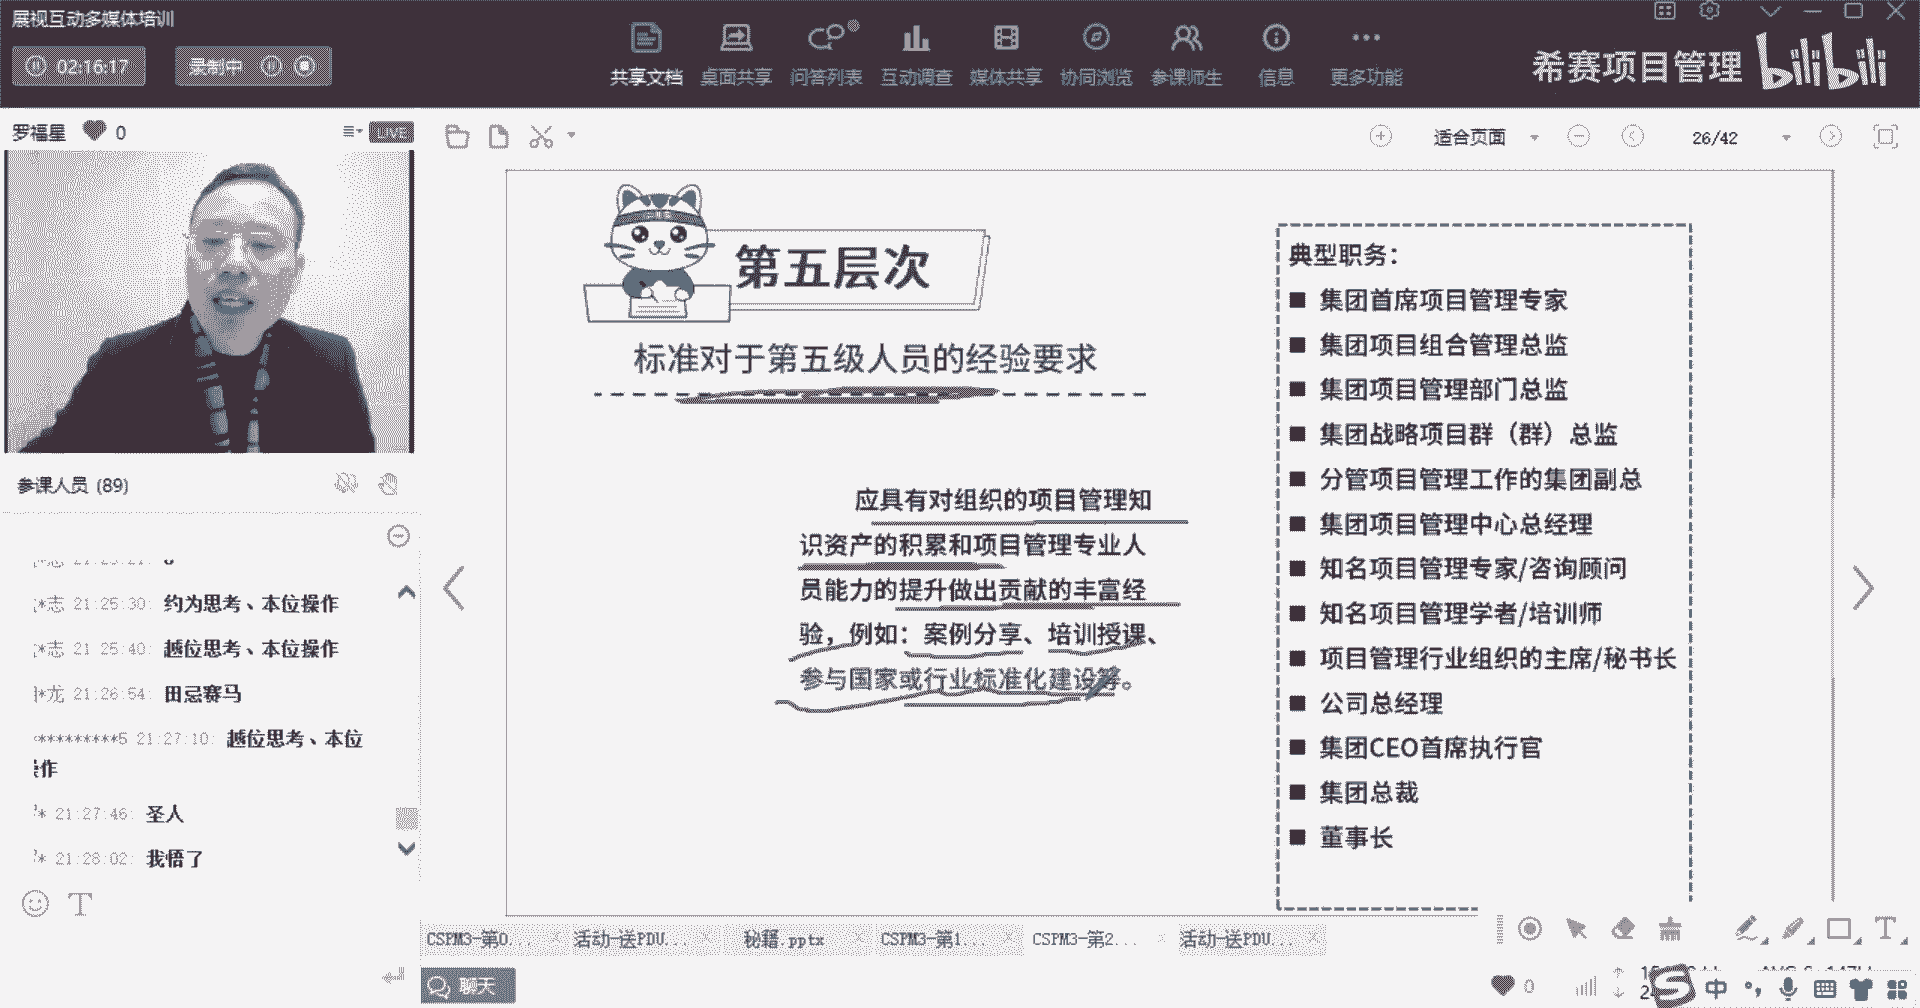 展视互动多媒体培训
02:16:17
录制中
共享文档 桌面共享 问答列表 互动调查 媒体共享 协同浏览 参课师生 信息 更多功能
希赛项目管理 bilibili
罗福星 0
LIVE
适合页面
26/42
第五层次
标准对于第五级人员的经验要求
应具有对组织的项目管理知
识资产的积累和项目管理专业人
员能力的提升做出贡献的丰富经
验，例如：案例分享、培训授课、
参与国家或行业标准化建设等。
典型职务：
■ 集团首席项目管理专家
■ 集团项目组合管理总监
■ 集团项目管理部门总监
■ 集团战略项目群（群）总监
■ 分管项目管理工作的集团副总
■ 集团项目管理中心总经理
■ 知名项目管理专家/咨询顾问
■ 知名项目管理学者/培训师
■ 项目管理行业组织的主席/秘书长
■ 公司总经理
■ 集团CEO首席执行官
■ 集团总裁
■ 董事长
参课人员 (89)
*志 21:25:30: 约为思考、本位操作
*志 21:25:40: 越位思考、本位操作
*龙 21:26:54: 田忌赛马
*********5 21:27:10: 越位思考、本位
操作
* 21:27:46: 圣人
* 21:28:02: 我悟了
CSPM3-第0... 活动-送PDU... 秘籍.pptx CSPM3-第1... CSPM3-第2... 活动-送PDU...
聊天
0
中